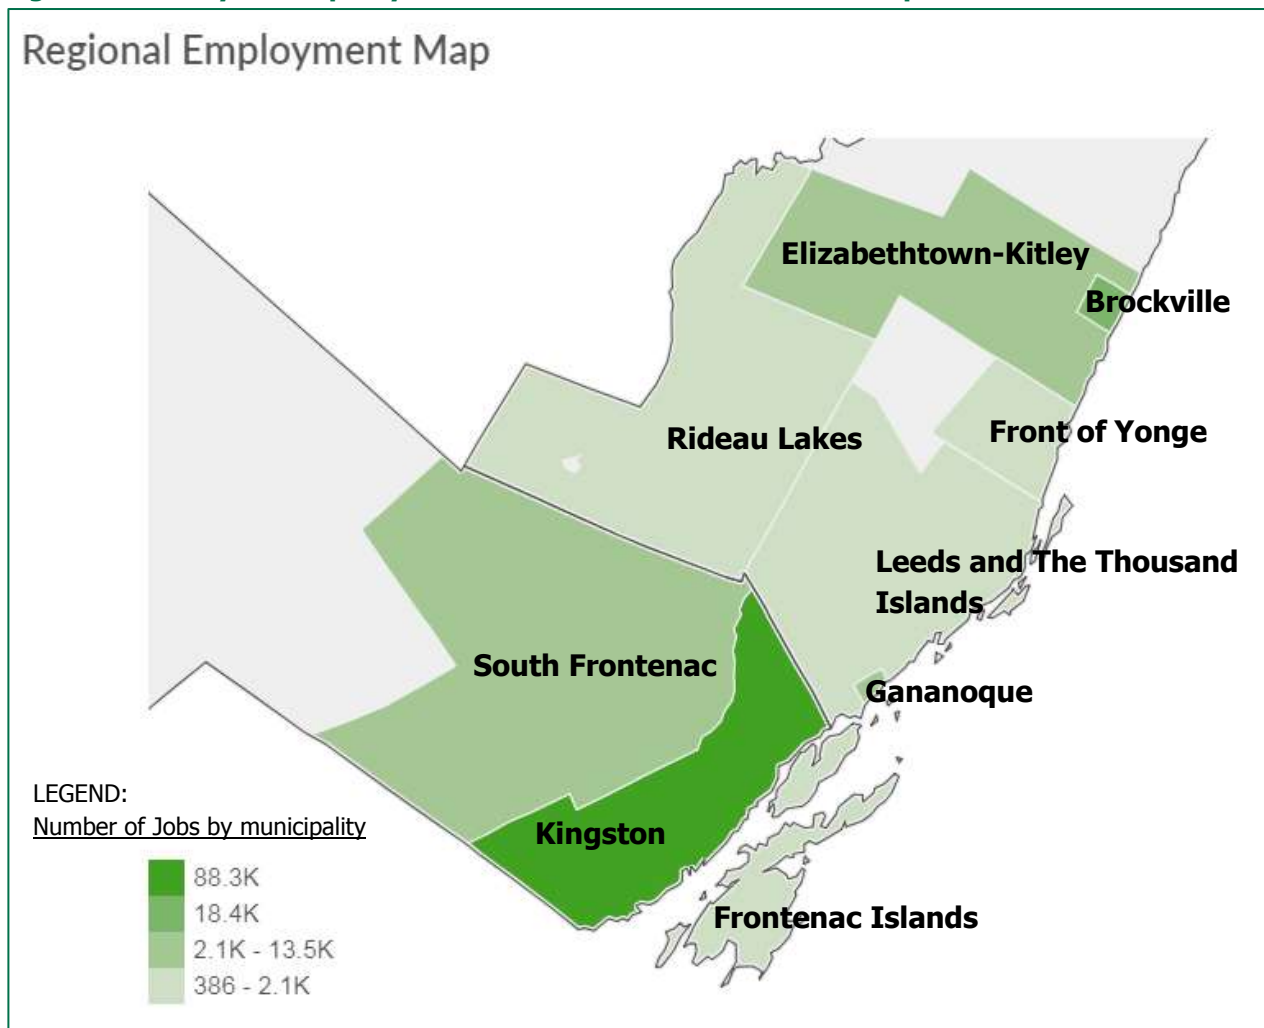 Regional Employment Map
Elizabethtown-Kitley
Brockville
Rideau Lakes
Front of Yonge
Leeds and The Thousand
Islands
South Frontenac
Gananoque
LEGEND:
Number of Jobs by municipality
Kingston
88.3K
18.4K
Frontenac Islands
2.1K - 13.5K
386 - 2.1K